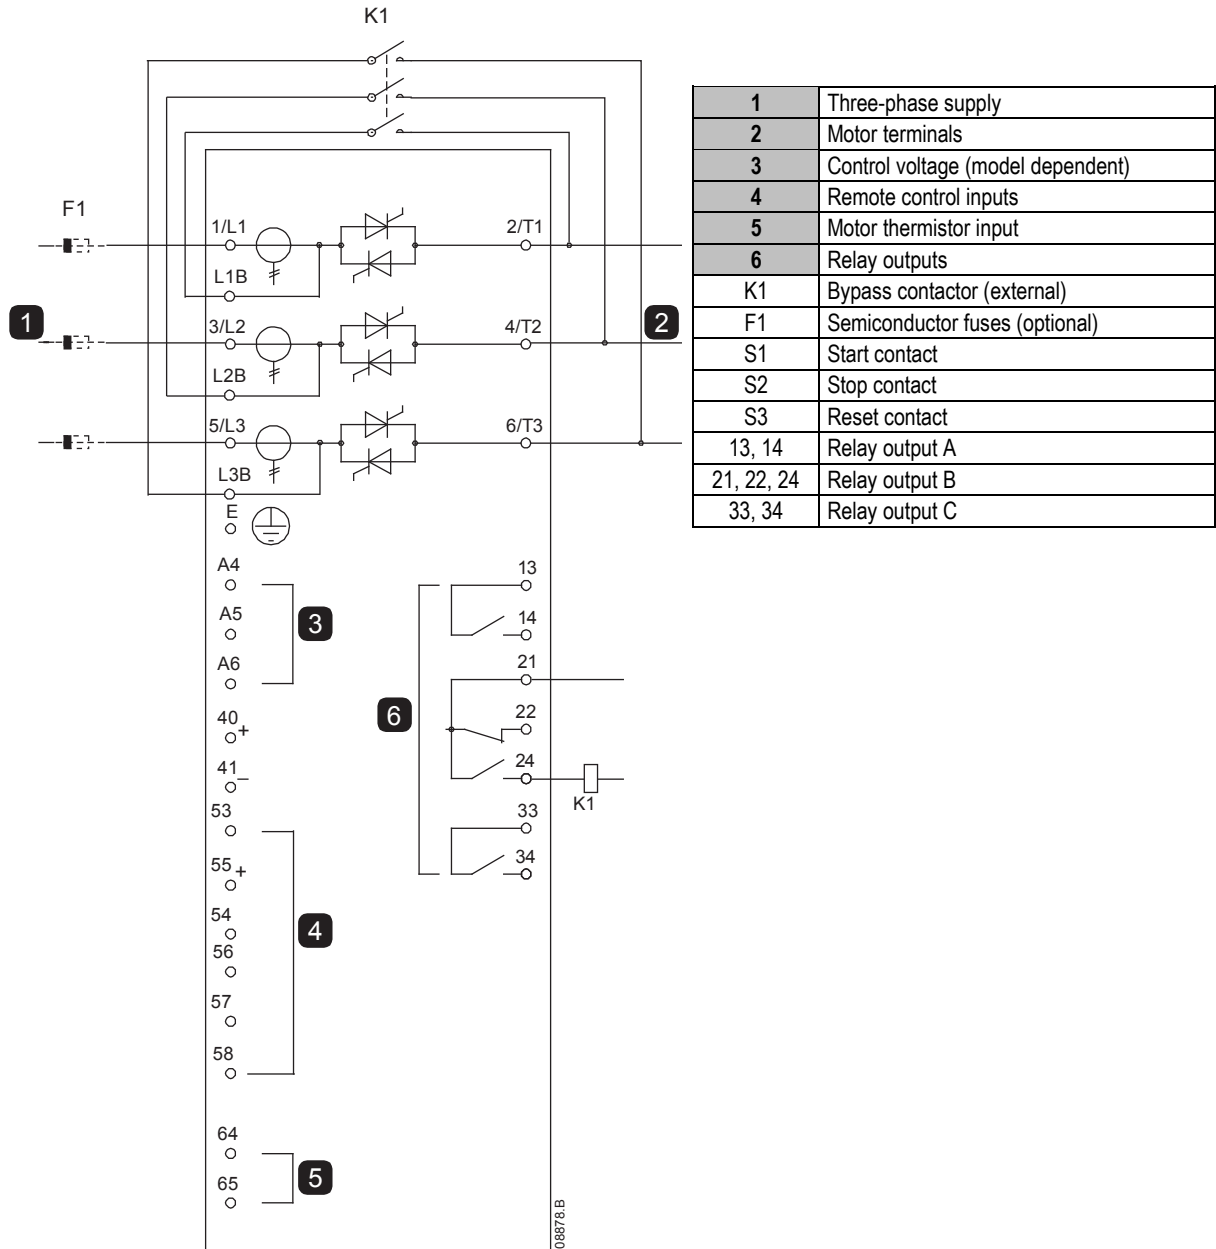 K1
F1
1/L1
2/T1
L1B
1
3/L2
4/T2
2
L2B
5/L3
6/T3
L3B
E
A4
A5
3
A6
40
+
41
–
53
55
+
54
4
56
57
58
64
5
65
13
14
21
6
22
24
K1
33
34
08878.B
1 Three-phase supply
2 Motor terminals
3 Control voltage (model dependent)
4 Remote control inputs
5 Motor thermistor input
6 Relay outputs
K1 Bypass contactor (external)
F1 Semiconductor fuses (optional)
S1 Start contact
S2 Stop contact
S3 Reset contact
13, 14 Relay output A
21, 22, 24 Relay output B
33, 34 Relay output C